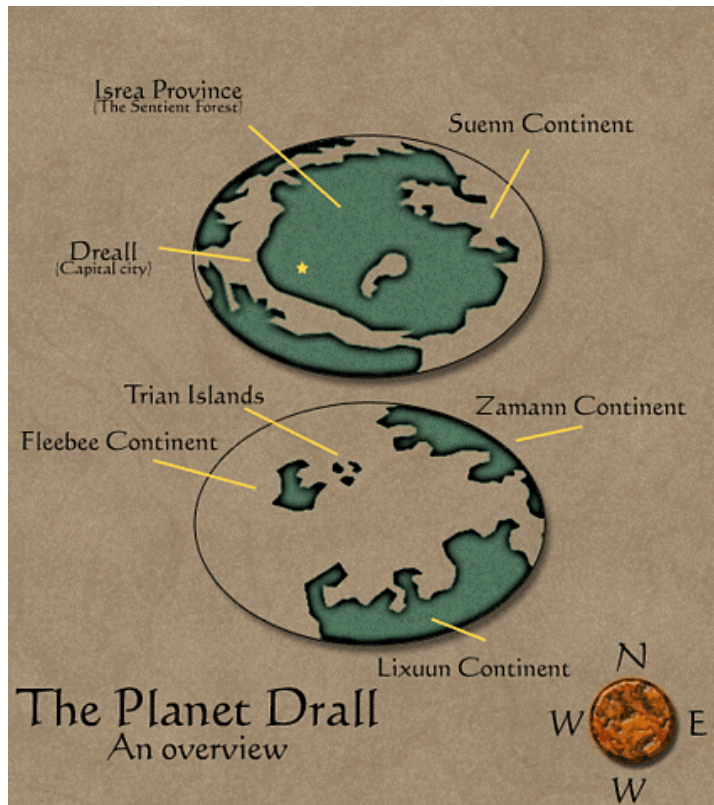 Isrea Province
(The Sentient Forest)
Suenn Continent
Dreall
(Capital city)
Trian Islands
Zamann Continent
Fleebee Continent
Lixuun Continent
The Planet Drall
An overview
N
W E
W